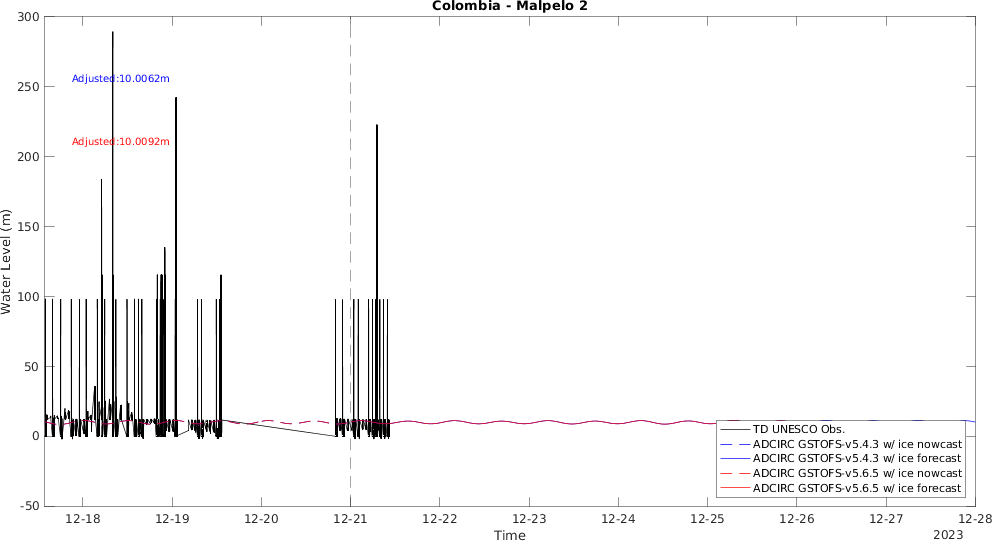 Colombia - Malpelo 2
300
250
200
150
100
50
0
-50
Water Level (m)
Adjusted:10.0062m
Adjusted:10.0092m
TD UNESCO Obs.
ADCIRC GSTOFS-v5.4.3 w/ ice nowcast
ADCIRC GSTOFS-v5.4.3 w/ ice forecast
ADCIRC GSTOFS-v5.6.5 w/ ice nowcast
ADCIRC GSTOFS-v5.6.5 w/ ice forecast
12-18 12-19 12-20 12-21 12-22 12-23 12-24 12-25 12-26 12-27 12-28
Time
2023